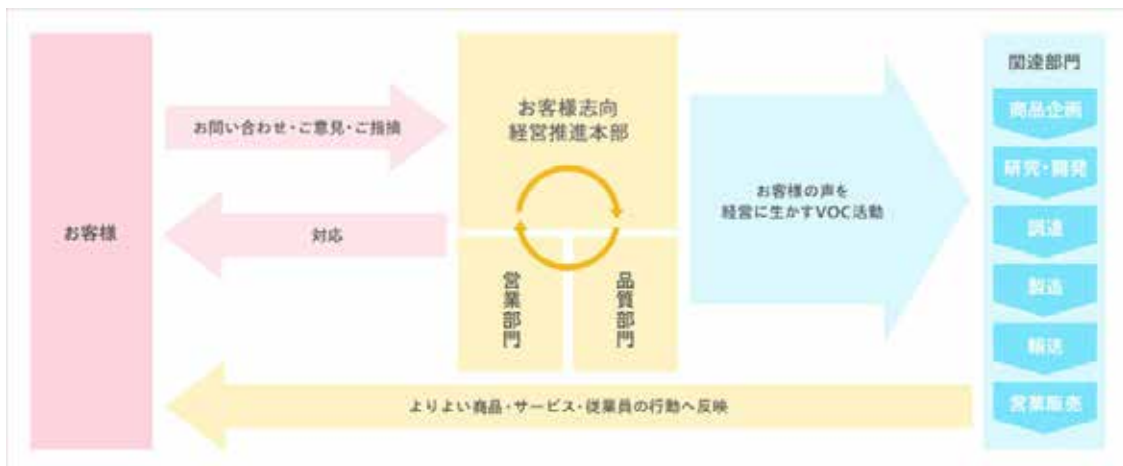 お客様
お問い合わせ・ご意見・ご指摘
対応
お客様志向
経営推進本部
営業部門
品質部門
お客様の声を
経営に生かすVOC活動
関連部門
商品企画
研究・開発
調達
製造
輸送
営業販売
よりよい商品・サービス・従業員の行動へ反映